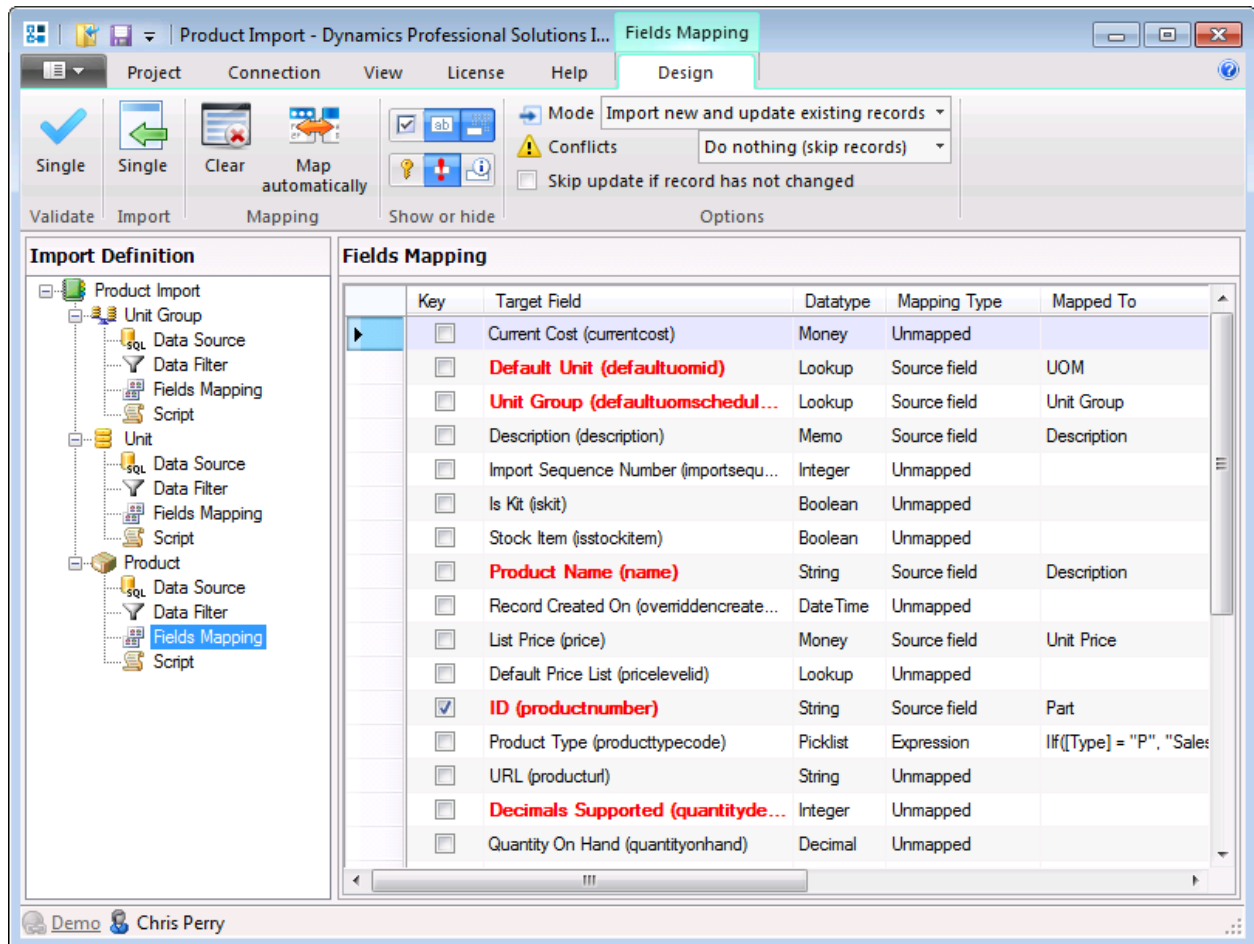 Product Import - Dynamics Professional Solutions I... Fields Mapping
Project Connection View License Help Design
Single
Validate
Single
Import
Clear
Map automatically
Mapping
ab
Show or hide
Mode Import new and update existing records
Conflicts Do nothing (skip records)
Skip update if record has not changed
Options
Import Definition
Product Import
Unit Group
SQL Data Source
Data Filter
Fields Mapping
Script
Unit
SQL Data Source
Data Filter
Fields Mapping
Script
Product
SQL Data Source
Data Filter
Fields Mapping
Script
Fields Mapping
Key Target Field Datatype Mapping Type Mapped To
Current Cost (currentcost) Money Unmapped
Default Unit (defaultuomid) Lookup Source field UOM
Unit Group (defaultuomschedul... Lookup Source field Unit Group
Description (description) Memo Source field Description
Import Sequence Number (importsequ... Integer Unmapped
Is Kit (iskit) Boolean Unmapped
Stock Item (isstockitem) Boolean Unmapped
Product Name (name) String Source field Description
Record Created On (overriddencreate... DateTime Unmapped
List Price (price) Money Source field Unit Price
Default Price List (pricelevelid) Lookup Unmapped
ID (productnumber) String Source field Part
Product Type (producttypecode) Picklist Expression IIf([Type] = "P", "Sales
URL (producturl) String Unmapped
Decimals Supported (quantityde... Integer Unmapped
Quantity On Hand (quantityonhand) Decimal Unmapped
Demo Chris Perry